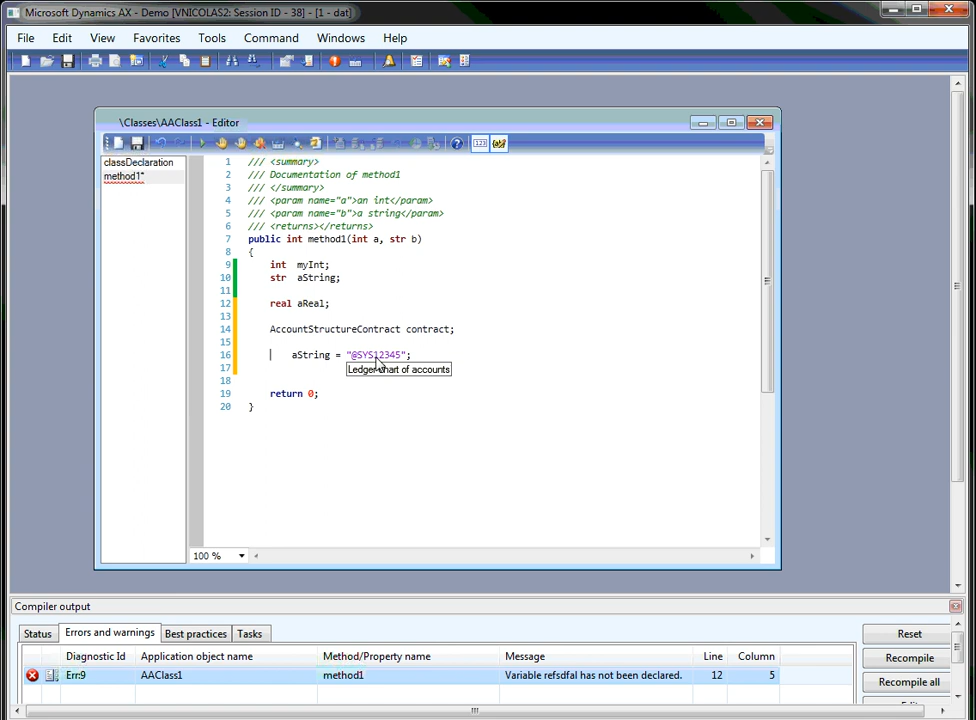 Microsoft Dynamics AX - Demo [VNICOLAS2: Session ID - 38] - [1 - dat]
File Edit View Favorites Tools Command Windows Help
\Classes\AAClass1 - Editor
classDeclaration
method1*
1 /// <summary>
2 /// Documentation of method1
3 /// </summary>
4 /// <param name="a">an int</param>
5 /// <param name="b">a string</param>
6 /// <returns></returns>
7 public int method1(int a, str b)
8 {
9 int myInt;
10 str aString;
11
12 real aReal;
13
14 AccountStructureContract contract;
15
16 aString = "@SYS12345";
17
Ledger chart of accounts
18
19 return 0;
20 }
100 %
Compiler output
Status Errors and warnings Best practices Tasks
Reset
Recompile
Recompile all
Diagnostic Id Application object name Method/Property name Message Line Column
Err:9 AAClass1 method1 Variable refsdfal has not been declared. 12 5